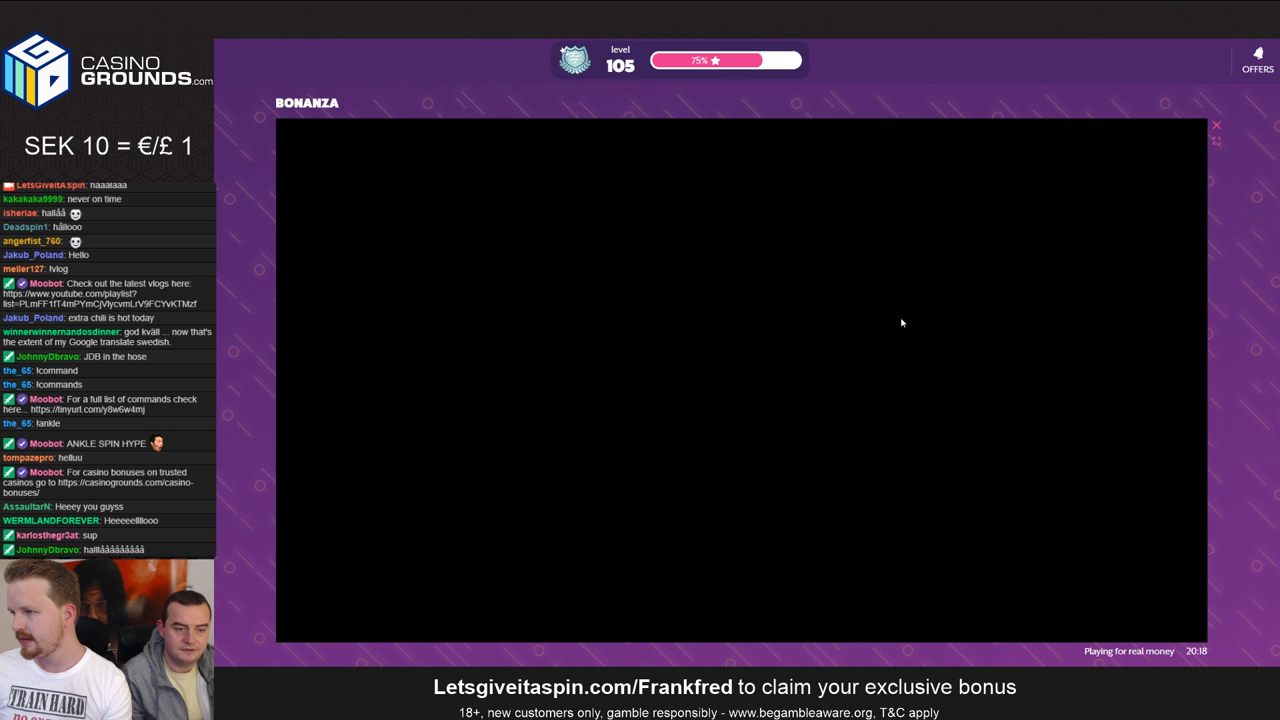 level
105
75%
OFFERS
CASINO
GROUNDS.com
BONANZA
SEK 10 = €/£ 1
LetsGiveItASpin: haaalaaa
kakakaka9999: never on time
isheriae: hallåå
Deadspin1: hållooo
angerfist_760:
Jakub_Poland: Hello
meller127: !vlog
Moobot: Check out the latest vlogs here:
https://www.youtube.com/playlist?
list=PLmFF1fT4mPYmCjVlycvmLrV9FCYvKTMzf
Jakub_Poland: extra chili is hot today
winnerwinnernandosdinner: god kväll ... now that's
the extent of my Google translate swedish.
JohnnyDbravo: JDB in the hose
the_65: !command
the_65: !commands
Moobot: For a full list of commands check
here... https://tinyurl.com/y8w6w4mj
the_65: !ankle
Moobot: ANKLE SPIN HYPE
tompazepro: helluu
Moobot: For casino bonuses on trusted
casinos go to https://casinogrounds.com/casino-
bonuses/
AssaultarN: Heeey you guyss
WERMLANDFOREVER: Heeeeellllooo
karlosthegr3at: sup
JohnnyDbravo: halllååååååååå
TRAIN HARD
Playing for real money 20:18
Letsgiveitaspin.com/Frankfred to claim your exclusive bonus
18+, new customers only, gamble responsibly - www.begambleaware.org, T&C apply